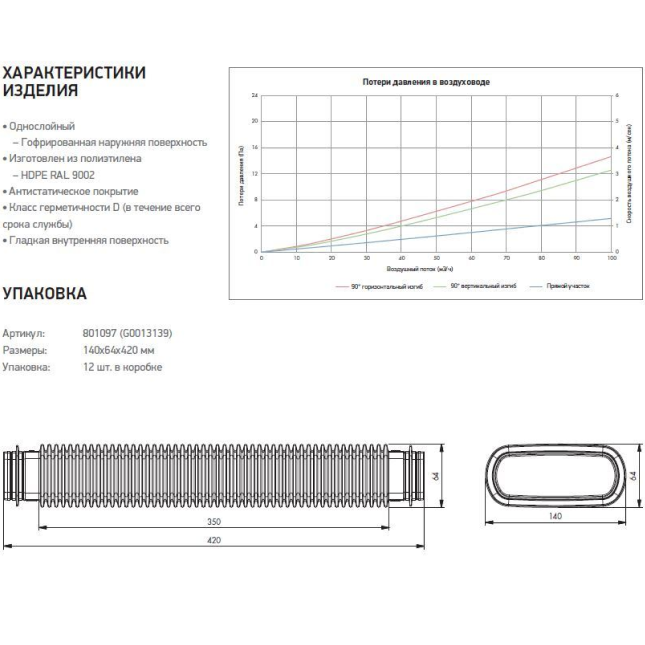 ХАРАКТЕРИСТИКИ
ИЗДЕЛИЯ
• Однослойный
– Гофрированная наружняя поверхность
• Изготовлен из полиэтилена
– HDPE RAL 9002
• Антистатическое покрытие
• Класс герметичности D (в течение всего
срока службы)
• Гладкая внутренняя поверхность
УПАКОВКА
Артикул: 801097 (G0013139)
Размеры: 140x64x420 мм
Упаковка: 12 шт. в коробке
Потери давления в воздуховоде
Потери давления (Па)
24
20
16
12
8
4
0
6
5
4
3
2
1
0
Скорость воздушного потока (м/сек)
0 10 20 30 40 50 60 70 80 90 100
Воздушный поток (м3/ч)
90° горизонтальный изгиб 90° вертикальный изгиб Прямой участок
64
350
420
64
140